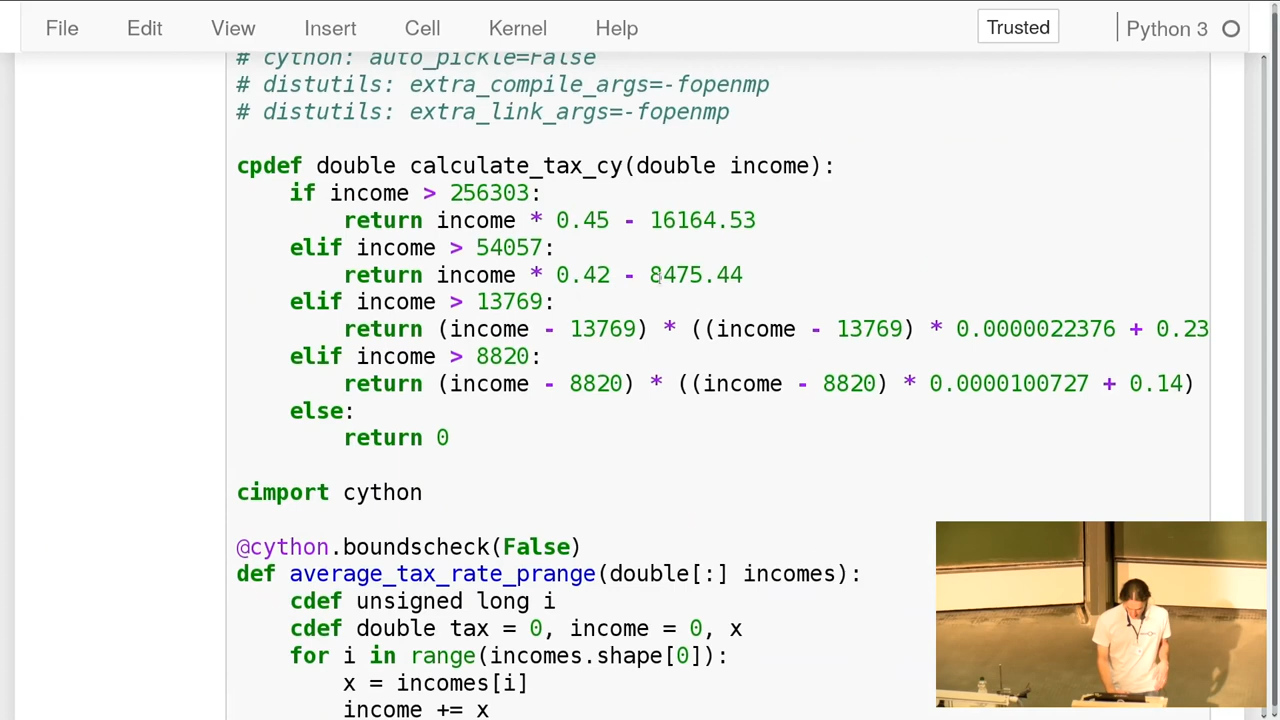 File Edit View Insert Cell Kernel Help Trusted Python 3
# cython: auto_pickle=False
# distutils: extra_compile_args=-fopenmp
# distutils: extra_link_args=-fopenmp
cpdef double calculate_tax_cy(double income):
if income > 256303:
return income * 0.45 - 16164.53
elif income > 54057:
return income * 0.42 - 8475.44
elif income > 13769:
return (income - 13769) * ((income - 13769) * 0.0000022376 + 0.23
elif income > 8820:
return (income - 8820) * ((income - 8820) * 0.0000100727 + 0.14)
else:
return 0
cimport cython
@cython.boundscheck(False)
def average_tax_rate_prange(double[:] incomes):
cdef unsigned long i
cdef double tax = 0, income = 0, x
for i in range(incomes.shape[0]):
x = incomes[i]
income += x